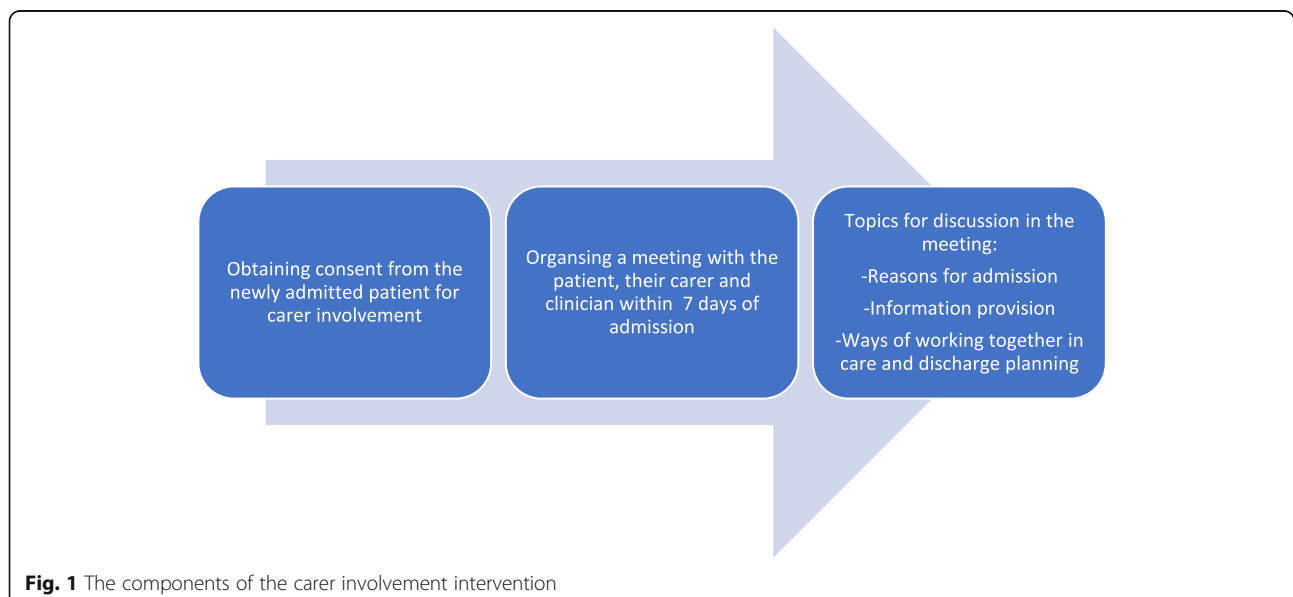 Obtaining consent from the
newly admitted patient for
carer involvement
Organsing a meeting with the
patient, their carer and
clinician within 7 days of
admission
Topics for discussion in the
meeting:
-Reasons for admission
-Information provision
-Ways of working together in
care and discharge planning
Fig. 1 The components of the carer involvement intervention